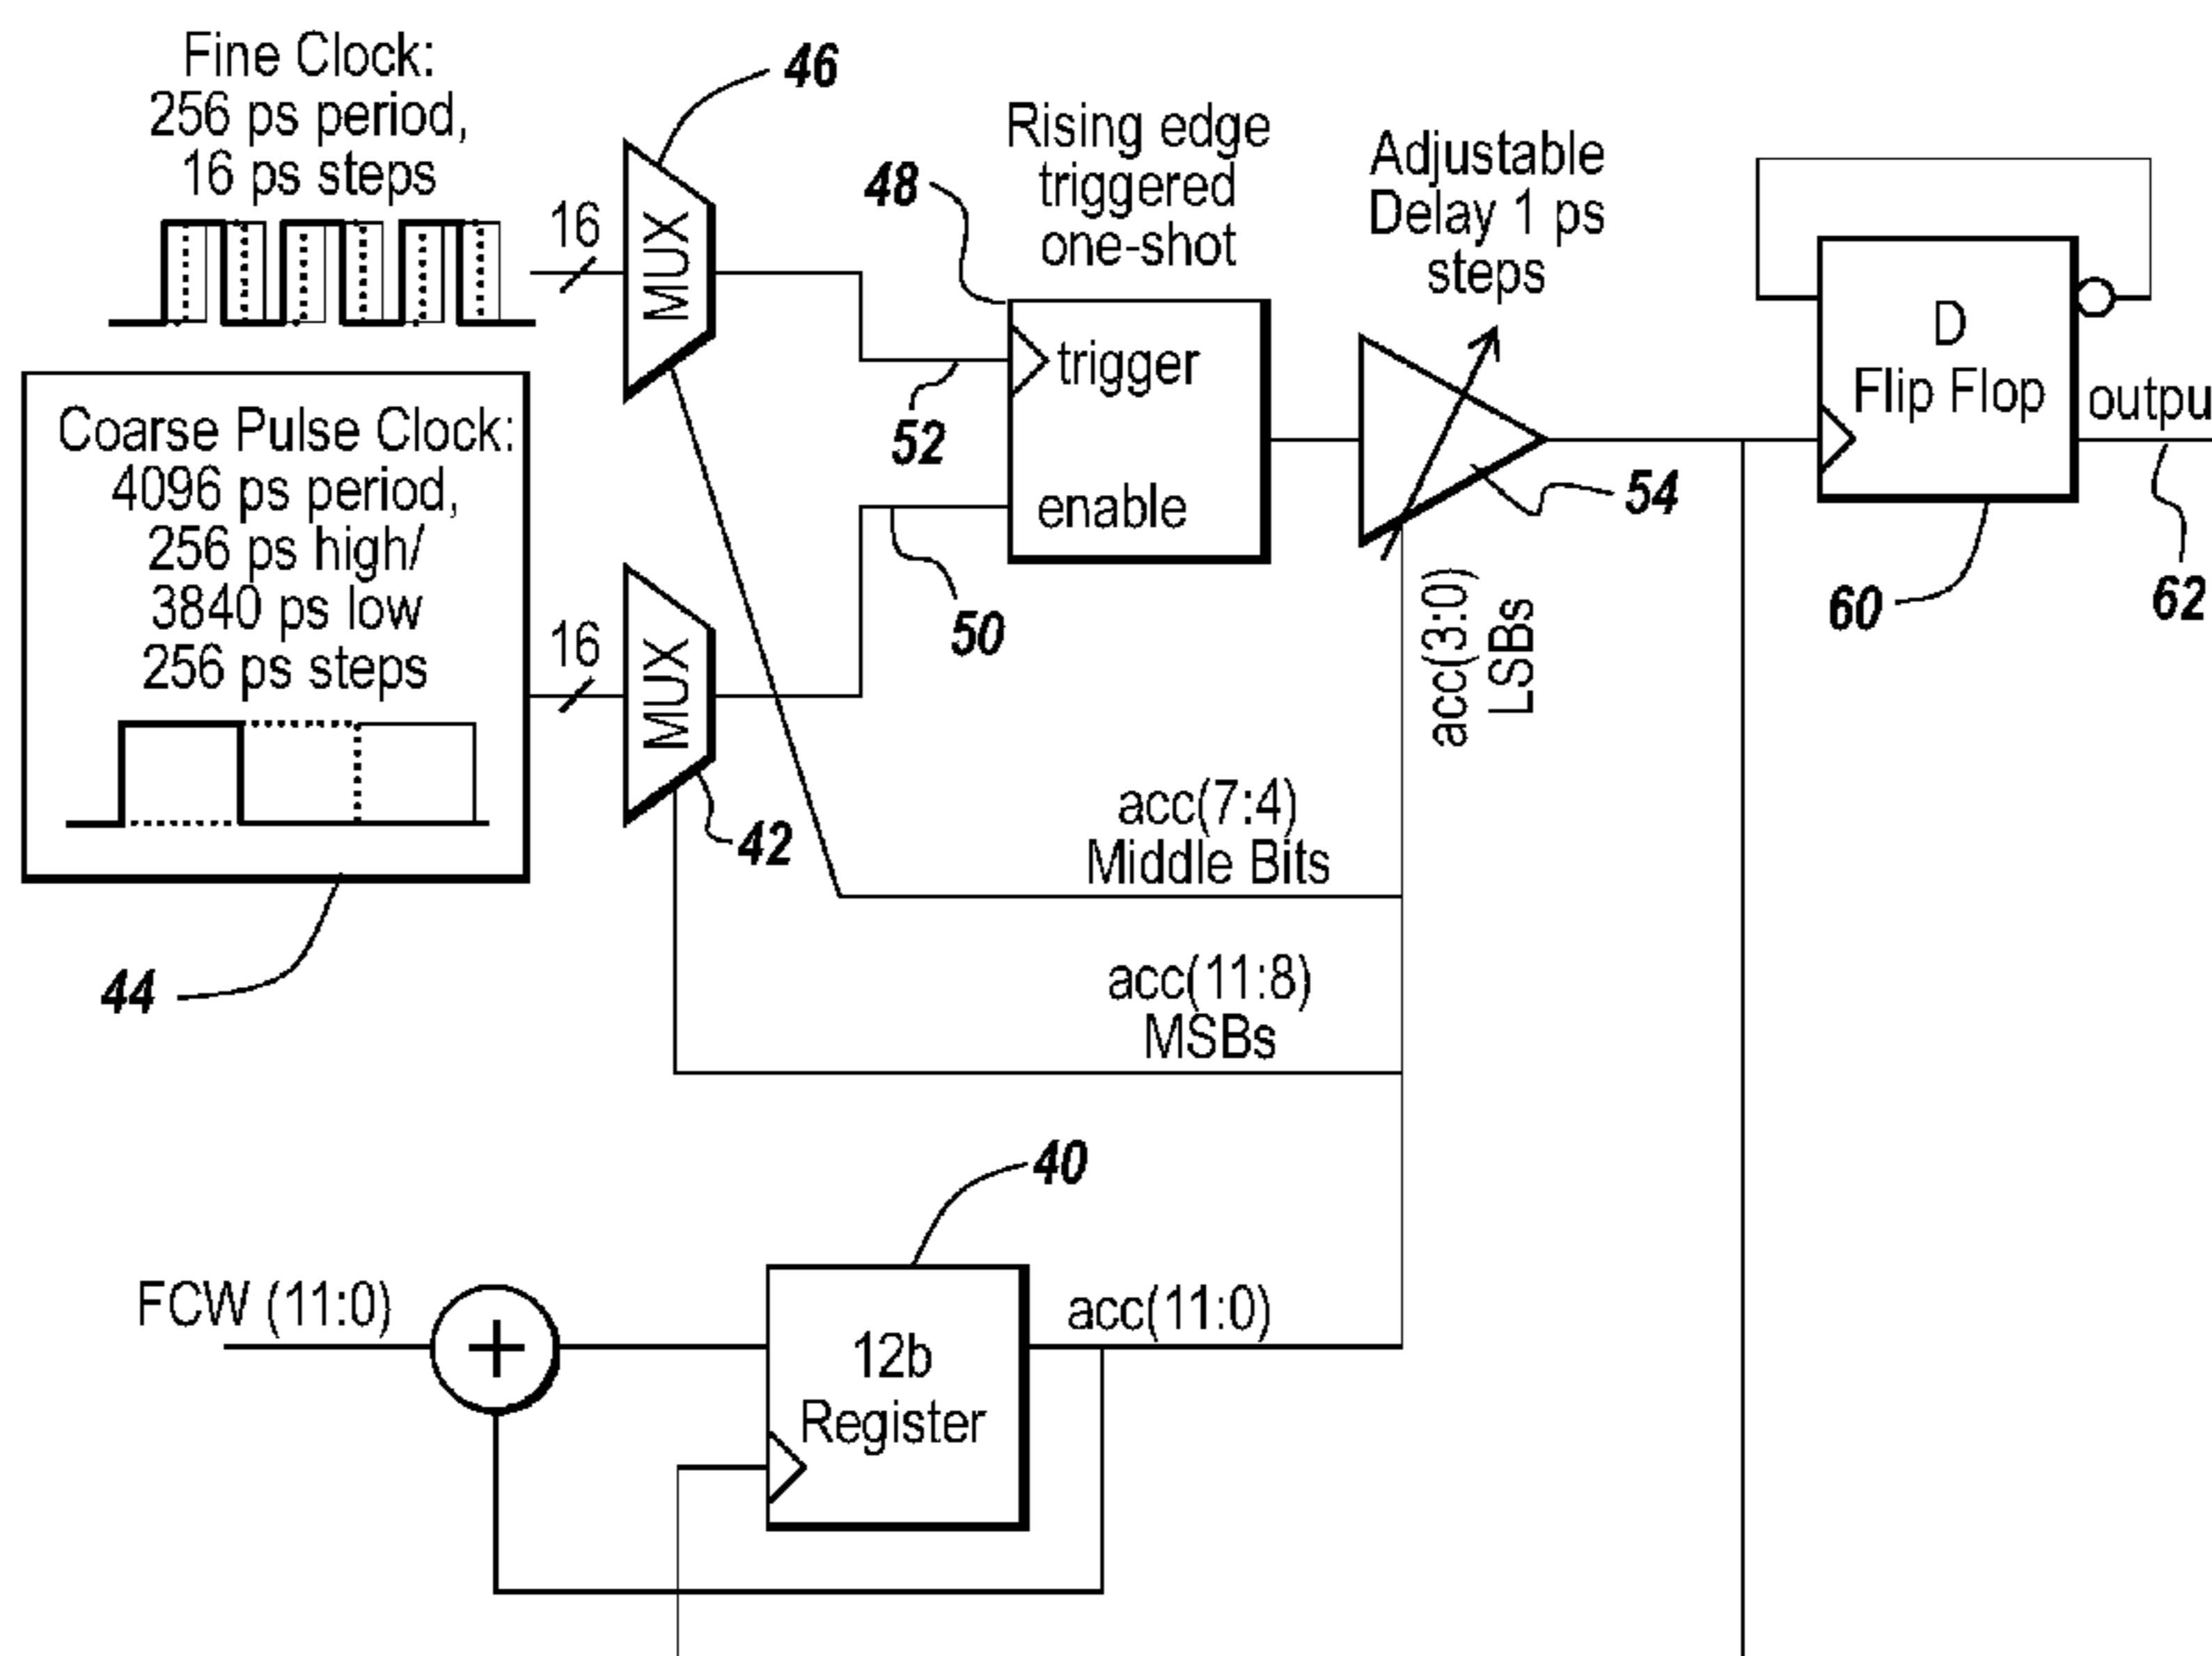 Fine Clock:
256 ps period,
16 ps steps
46
16
MUX
48
Rising edge
triggered
one-shot
trigger
enable
52
50
Adjustable
Delay 1 ps
steps
54
D
Flip Flop
outpu
60
62
Coarse Pulse Clock:
4096 ps period,
256 ps high/
3840 ps low
256 ps steps
44
16
MUX
42
acc(3:0)
LSBs
acc(7:4)
Middle Bits
acc(11:8)
MSBs
40
FCW (11:0)
+
12b
Register
acc(11:0)